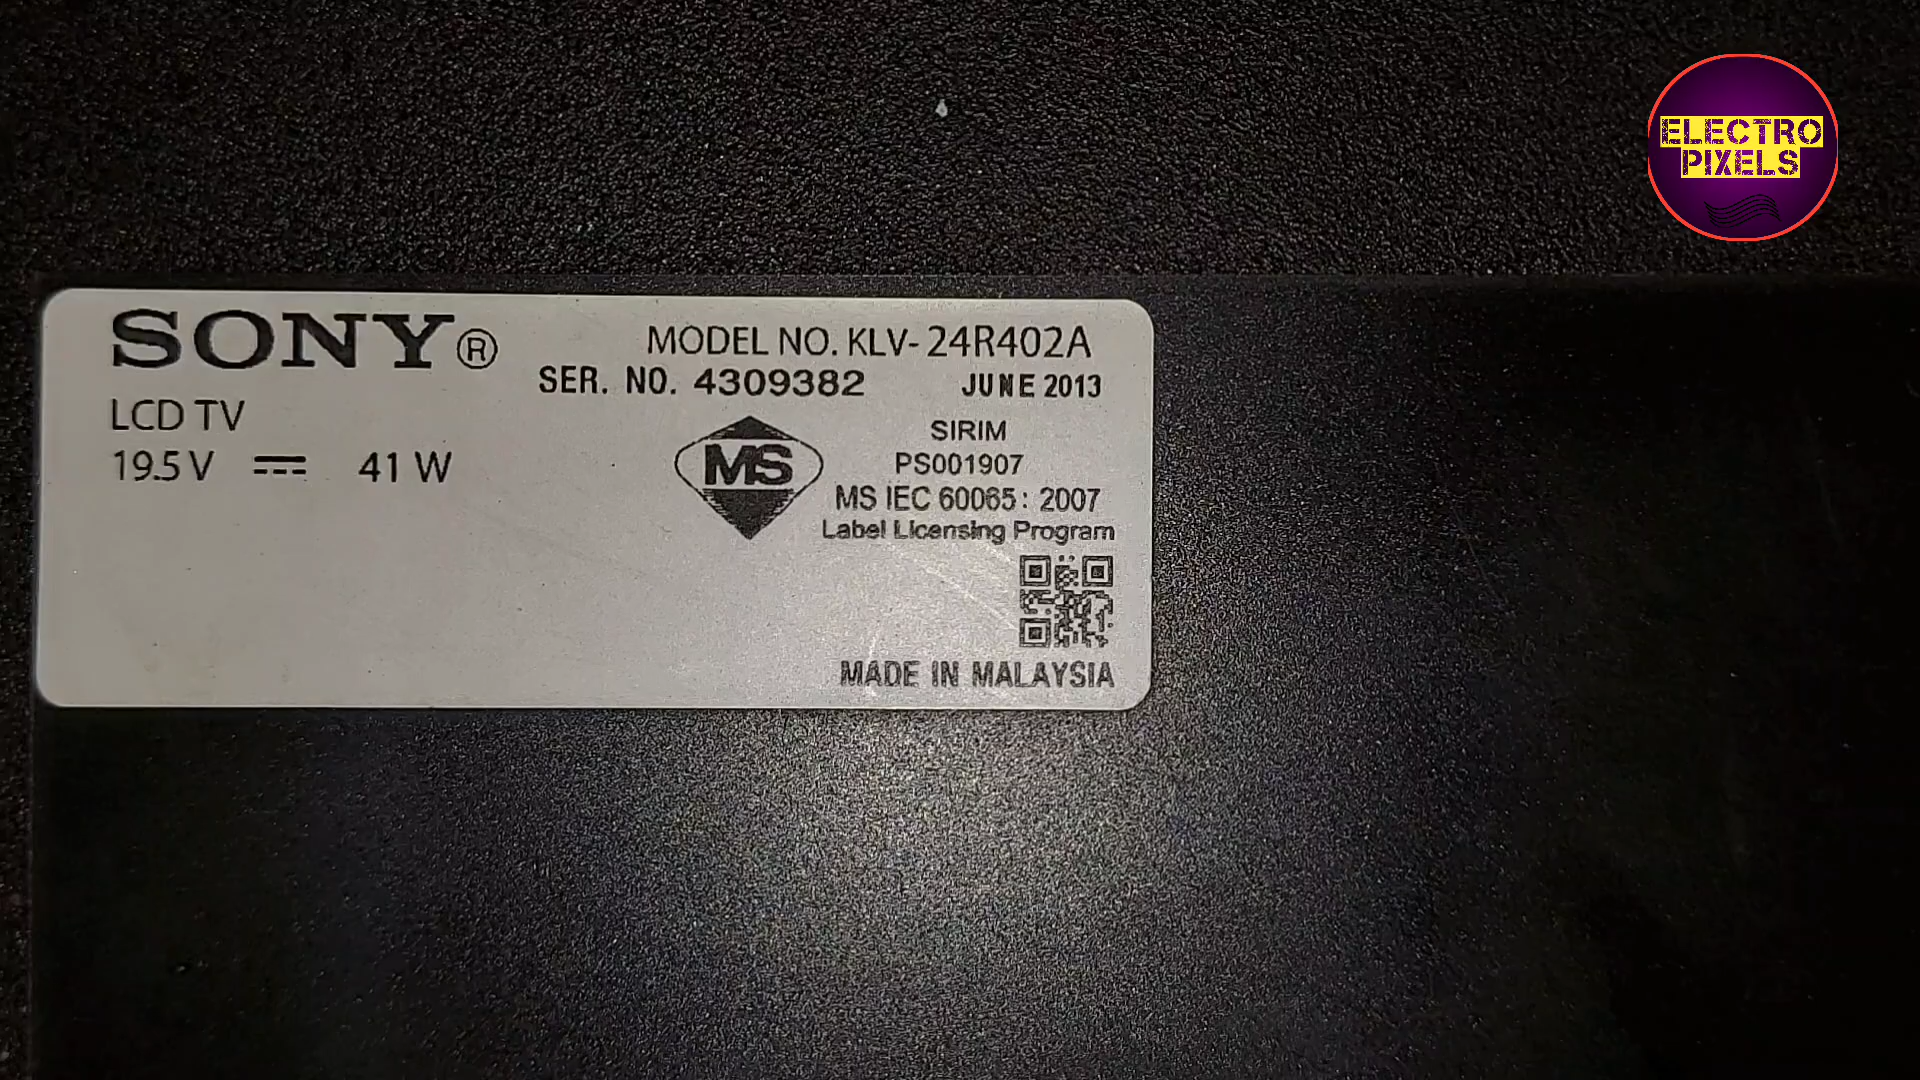 ELECTRO
PIXELS
SONY®
MODEL NO. KLV-24R402A
SER. NO. 4309382 JUNE 2013
LCD TV
19.5 V 41 W
MS
SIRIM
PS001907
MS IEC 60065: 2007
Label Licensing Program
MADE IN MALAYSIA